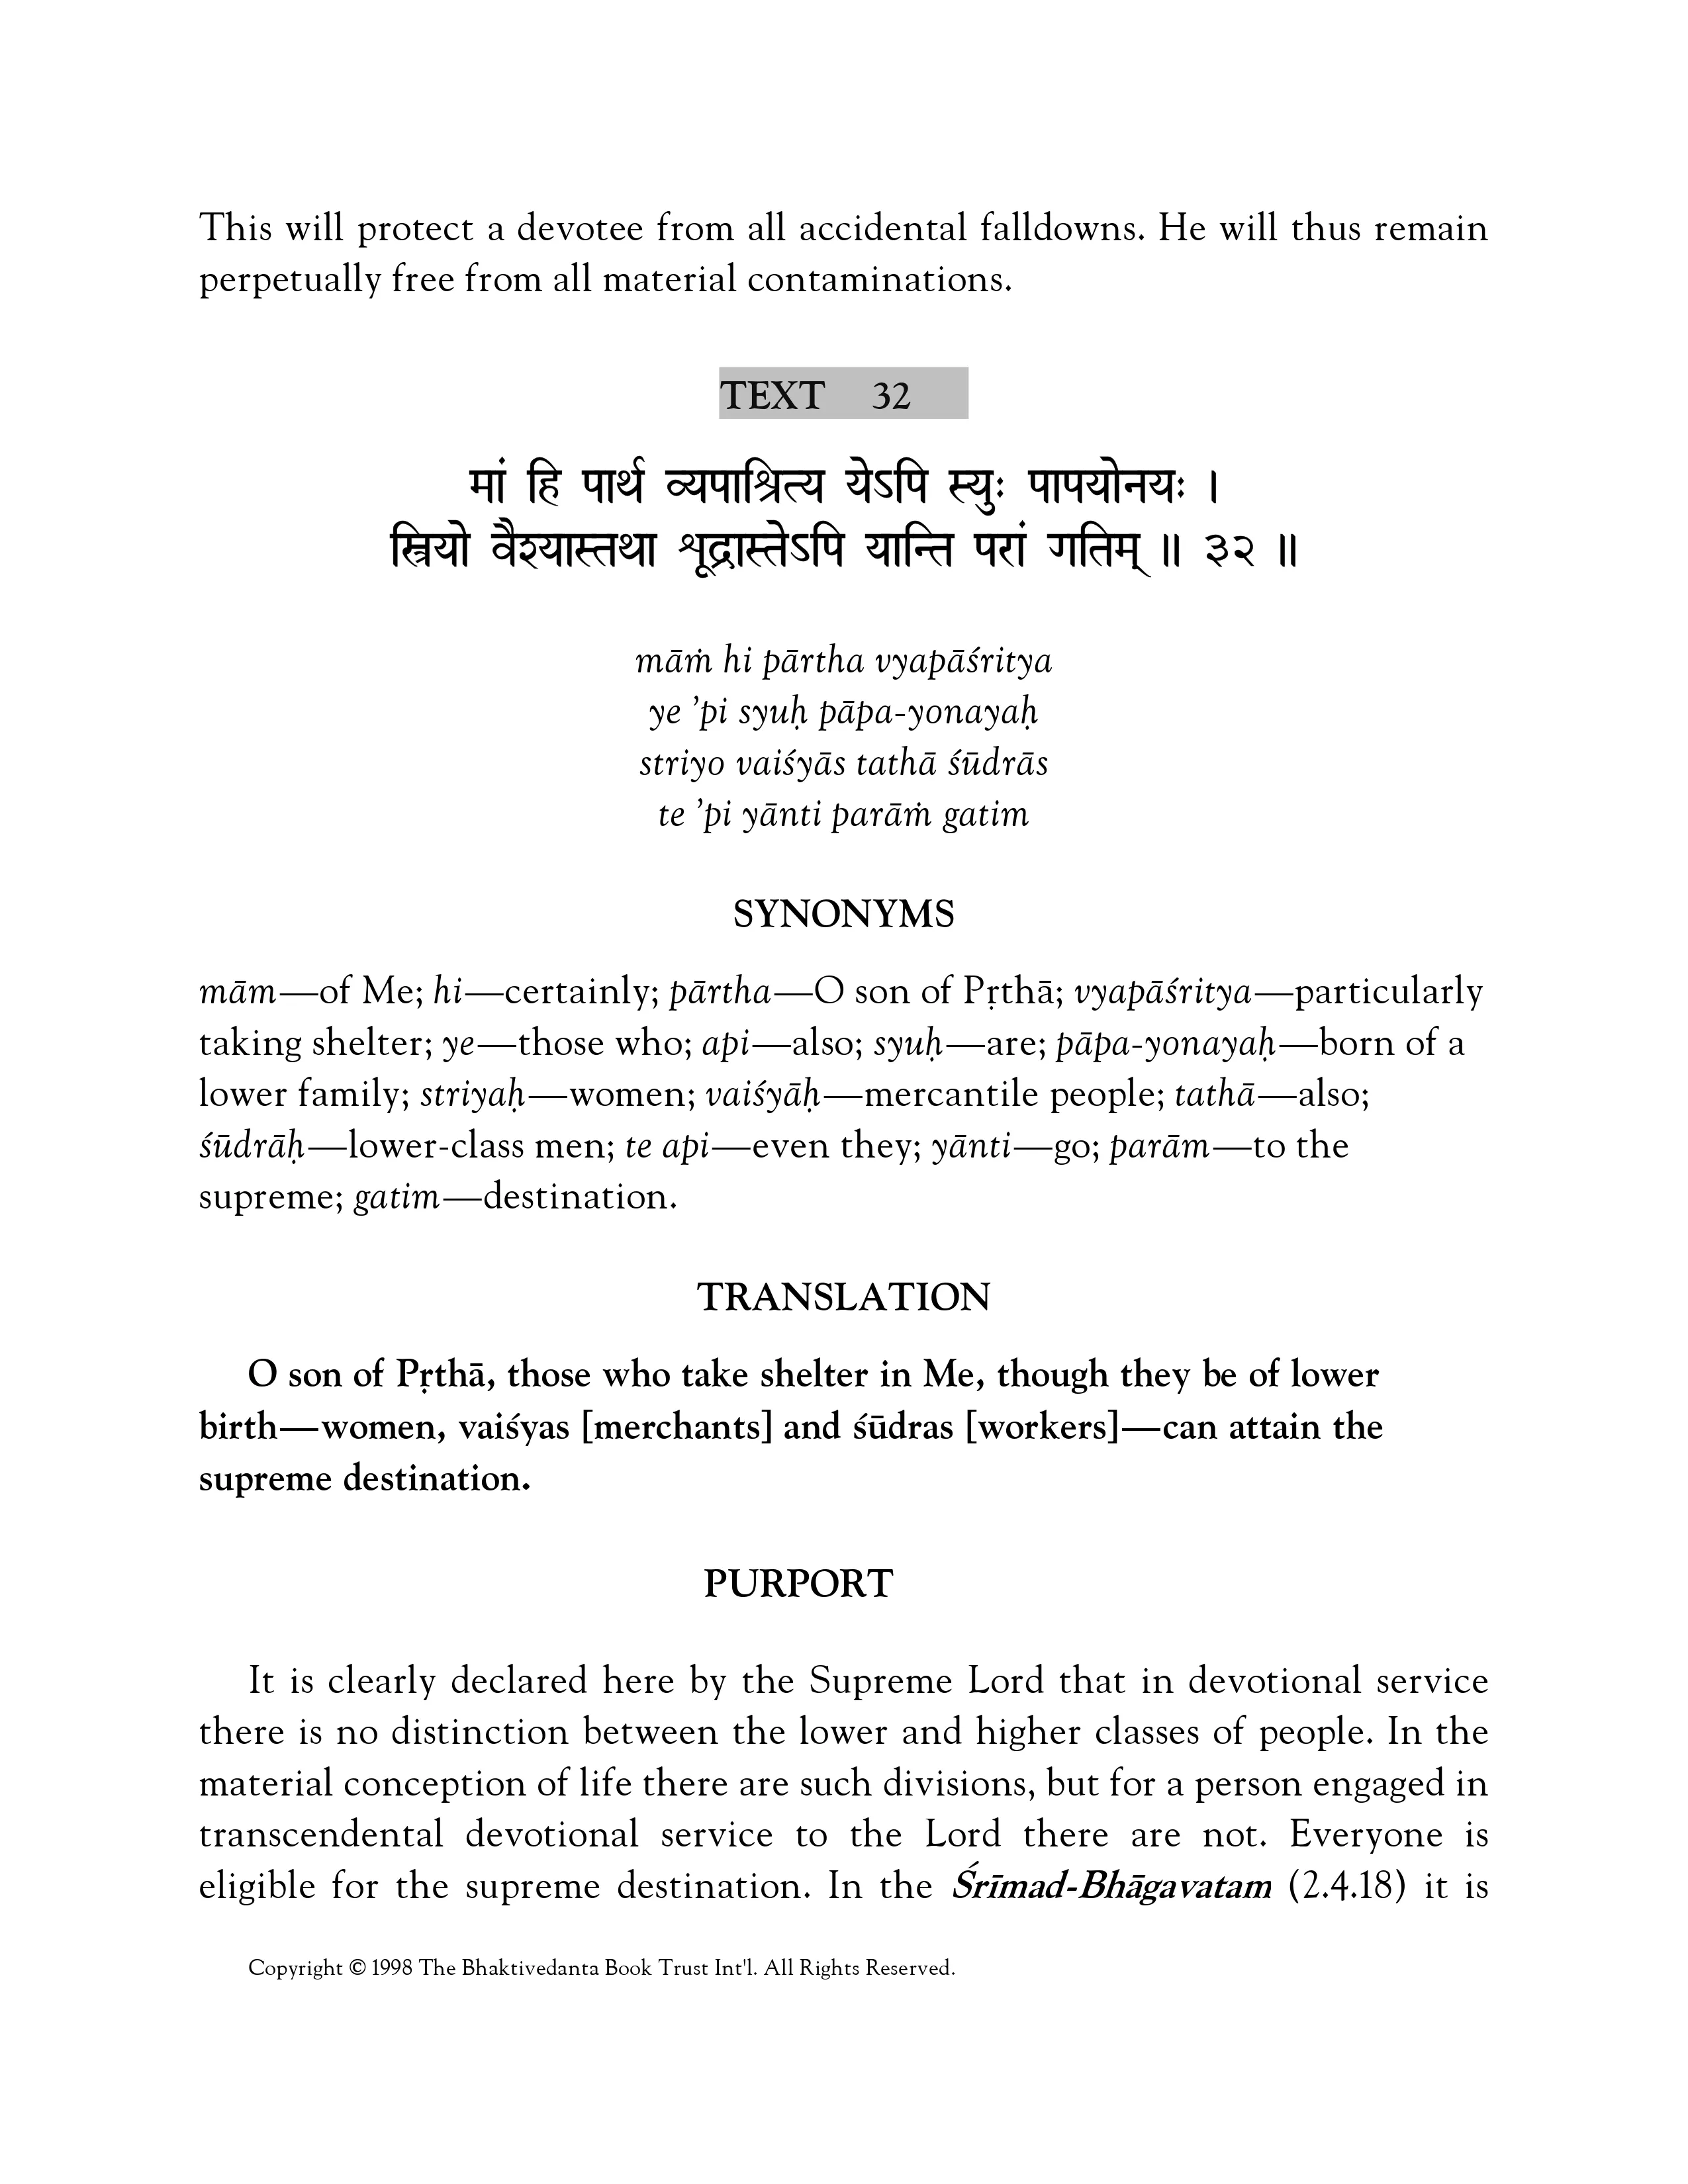 This will protect a devotee from all accidental falldowns. He will thus remain
perpetually free from all material contaminations.
TEXT 32
मां हि पार्थ व्यपाश्रित्य येऽपि स्युः पापयोनयः ।
स्त्रियो वैश्यास्तथा शूद्रास्तेऽपि यान्ति परां गतिम् ॥ ३२ ॥
māṁ hi pārtha vyapāśritya
ye ’pi syuḥ pāpa-yonayaḥ
striyo vaiśyās tathā śūdrās
te ’pi yānti parāṁ gatim
SYNONYMS
mām—of Me; hi—certainly; pārtha—O son of Pṛthā; vyapāśritya—particularly
taking shelter; ye—those who; api—also; syuḥ—are; pāpa-yonayaḥ—born of a
lower family; striyaḥ—women; vaiśyāḥ—mercantile people; tathā—also;
śūdrāḥ—lower-class men; te api—even they; yānti—go; parām—to the
supreme; gatim—destination.
TRANSLATION
O son of Pṛthā, those who take shelter in Me, though they be of lower
birth—women, vaiśyas [merchants] and śūdras [workers]—can attain the
supreme destination.
PURPORT
It is clearly declared here by the Supreme Lord that in devotional service
there is no distinction between the lower and higher classes of people. In the
material conception of life there are such divisions, but for a person engaged in
transcendental devotional service to the Lord there are not. Everyone is
eligible for the supreme destination. In the Śrīmad-Bhāgavatam (2.4.18) it is
Copyright © 1998 The Bhaktivedanta Book Trust Int'l. All Rights Reserved.